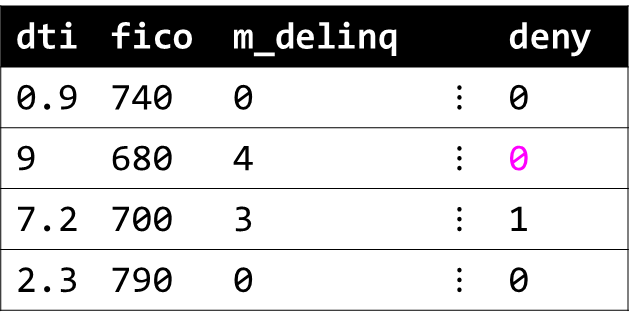 dti fico m_delinq deny
0.9 740 0 ⋮ 0
9 680 4 ⋮ 0
7.2 700 3 ⋮ 1
2.3 790 0 ⋮ 0